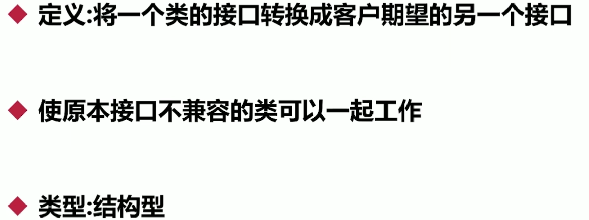 定义:将一个类的接口转换成客户期望的另一个接口
使原本接口不兼容的类可以一起工作
类型:结构型